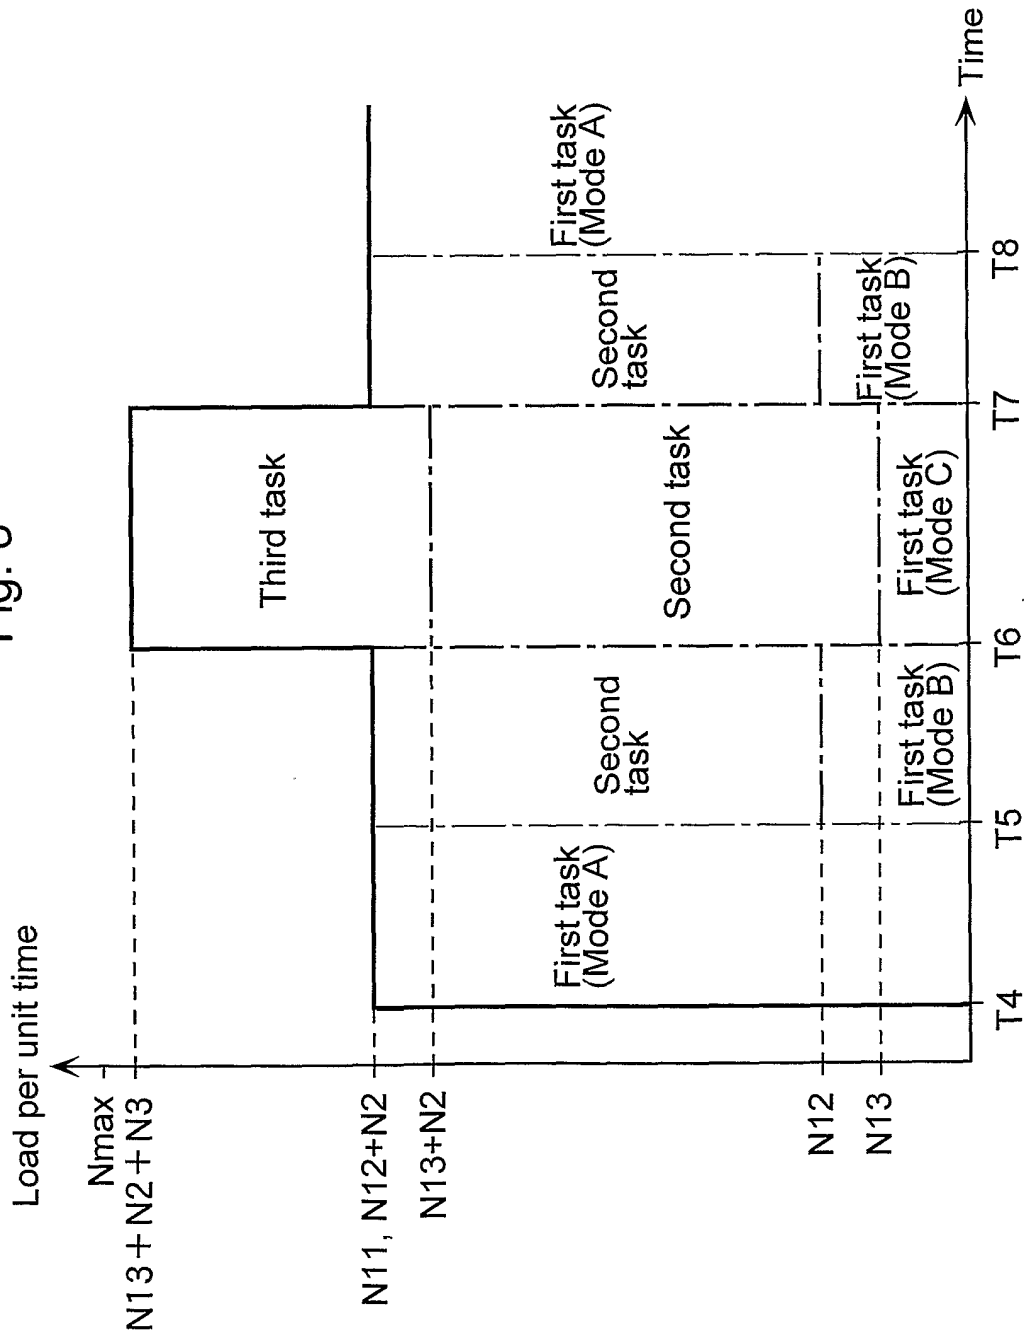 Load per unit time
Nmax
N13+N2+N3
N11, N12+N2
N13+N2
N12
N13
Third task
First task
(Mode A)
Second
task
Second task
Second
task
First task
(Mode A)
First task
(Mode B)
First task
(Mode C)
First task
(Mode B)
T4
T5
T6
T7
T8
Time